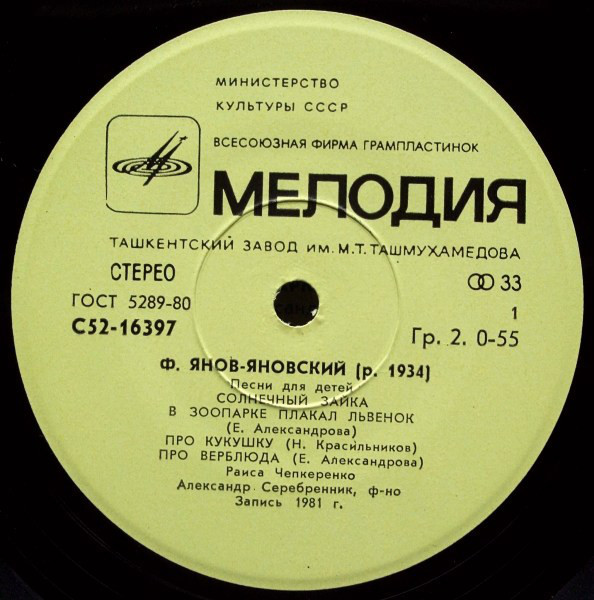 МИНИСТЕРСТВО
КУЛЬТУРЫ СССР
ВСЕСОЮЗНАЯ ФИРМА ГРАМПЛАСТИНОК
МЕЛОДИЯ
ТАШКЕНТСКИЙ ЗАВОД ИМ. М.Т. ТАШМУХАМЕДОВА
СТЕРЕО
33
ГОСТ 5289-80
1
С52-16397
Гр. 2. 0-55
Ф. ЯНОВ-ЯНОВСКИЙ (р. 1934)
Песни для детей
СОЛНЕЧНЫЙ ЗАЙКА
В ЗООПАРКЕ ПЛАКАЛ ЛЬВЕНОК
(Е. Александрова)
ПРО КУКУШКУ (Н. Красильников)
ПРО ВЕРБЛЮДА (Е. Александрова)
Раиса Чепкеренко
Александр Серебренник, ф-но
Запись 1981 г.